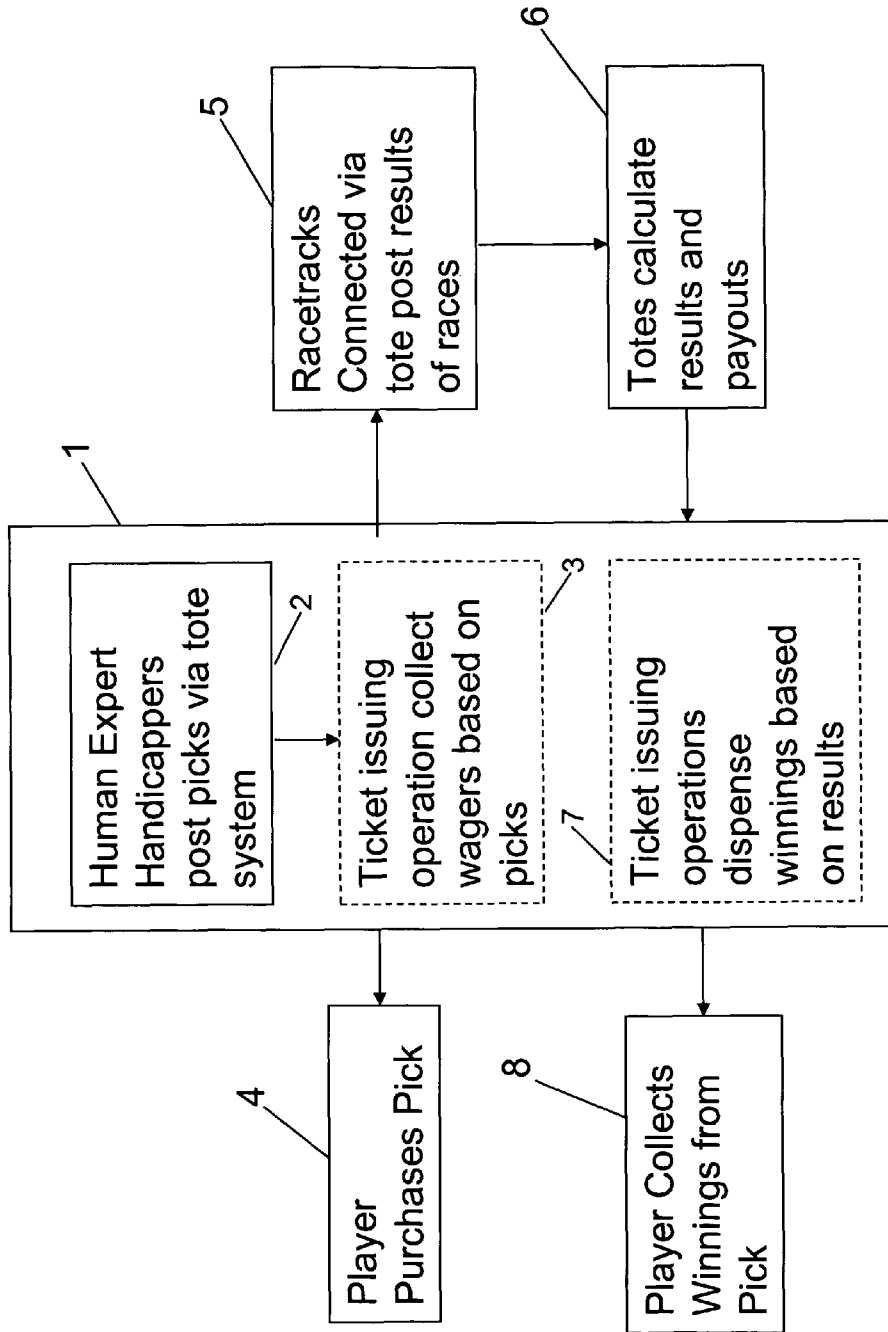 1
Human Expert
Handicappers
post picks via tote
system
2
Ticket issuing
operation collect
wagers based on
picks
3
Player
Purchases Pick
4
Racetracks
Connected via
tote post results
of races
5
Totes calculate
results and
payouts
6
Ticket issuing
operations
dispense
winnings based
on results
7
Player Collects
Winnings from
Pick
8